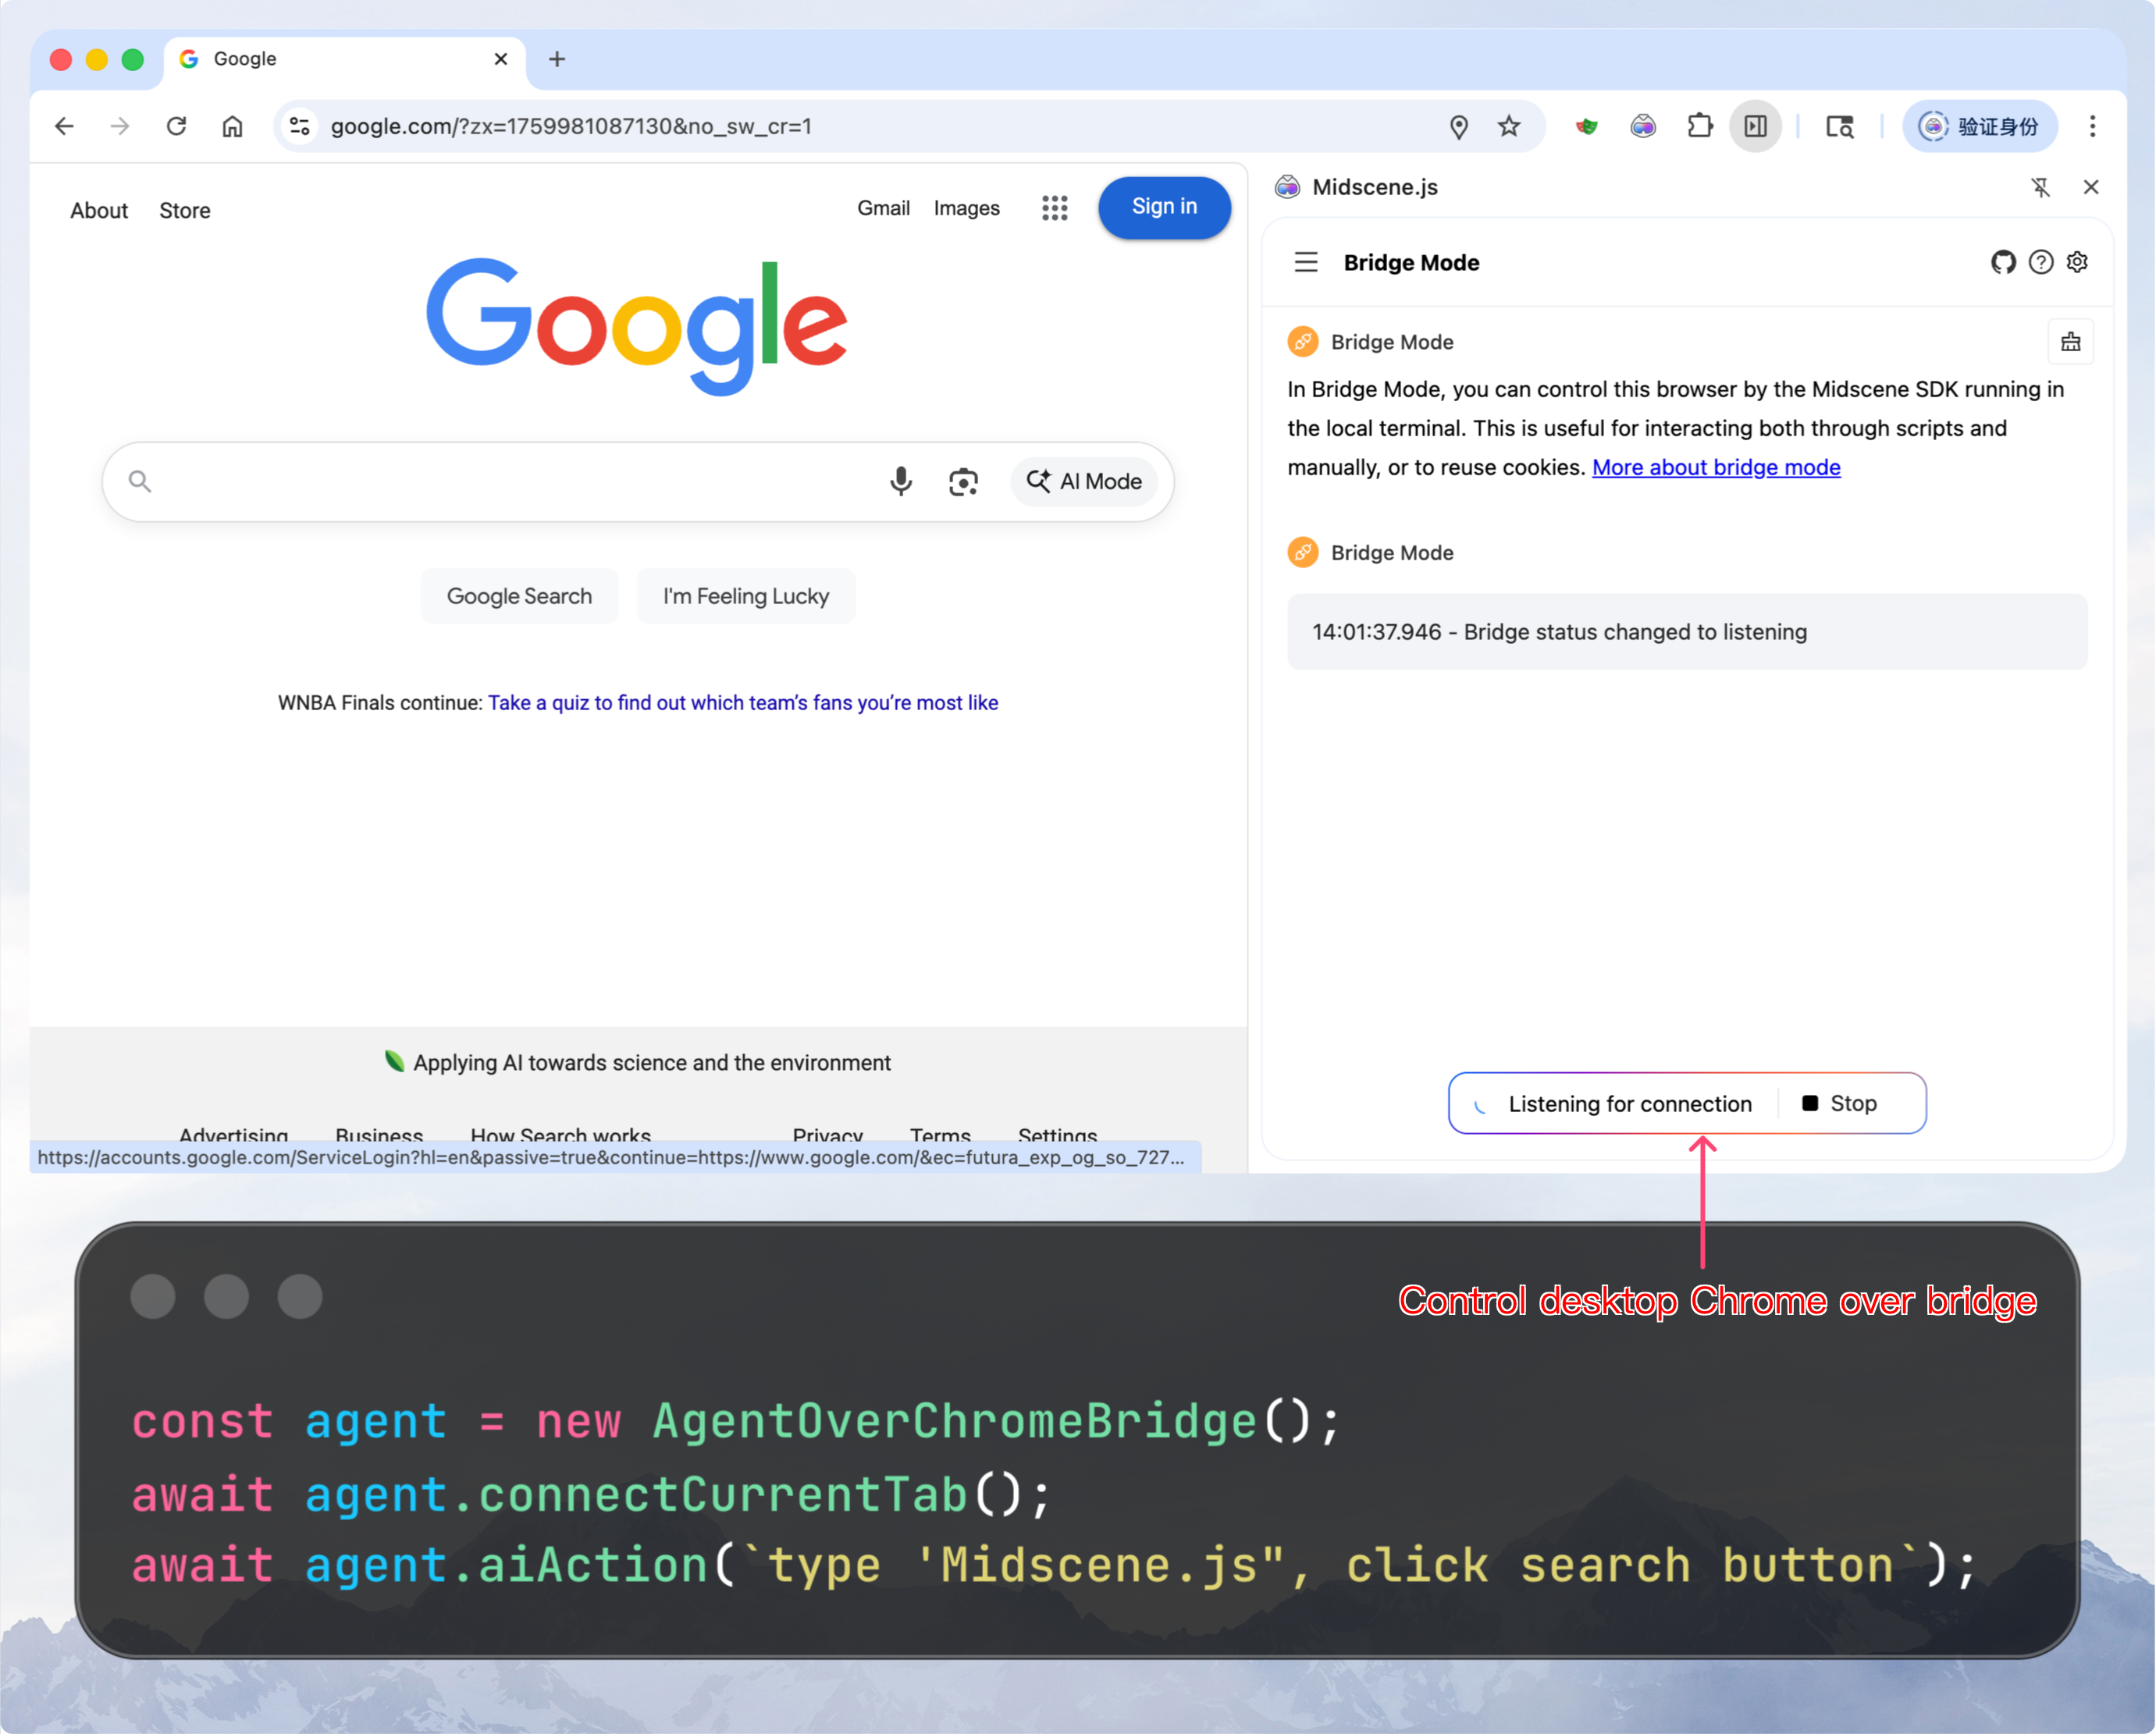 Google
google.com/?zx=1759981087130&no_sw_cr=1
验证身份
About Store
Gmail Images
Sign in
Google
AI Mode
Google Search
I'm Feeling Lucky
WNBA Finals continue: Take a quiz to find out which team’s fans you’re most like
Applying AI towards science and the environment
Advertising Business How Search works Privacy Terms Settings
https://accounts.google.com/ServiceLogin?hl=en&passive=true&continue=https://www.google.com/&ec=futura_exp_og_so_727...
Midscene.js
Bridge Mode
Bridge Mode
In Bridge Mode, you can control this browser by the Midscene SDK running in
the local terminal. This is useful for interacting both through scripts and
manually, or to reuse cookies. More about bridge mode
Bridge Mode
14:01:37.946 - Bridge status changed to listening
Listening for connection
Stop
Control desktop Chrome over bridge
const agent = new AgentOverChromeBridge();
await agent.connectCurrentTab();
await agent.aiAction(`type 'Midscene.js", click search button`);